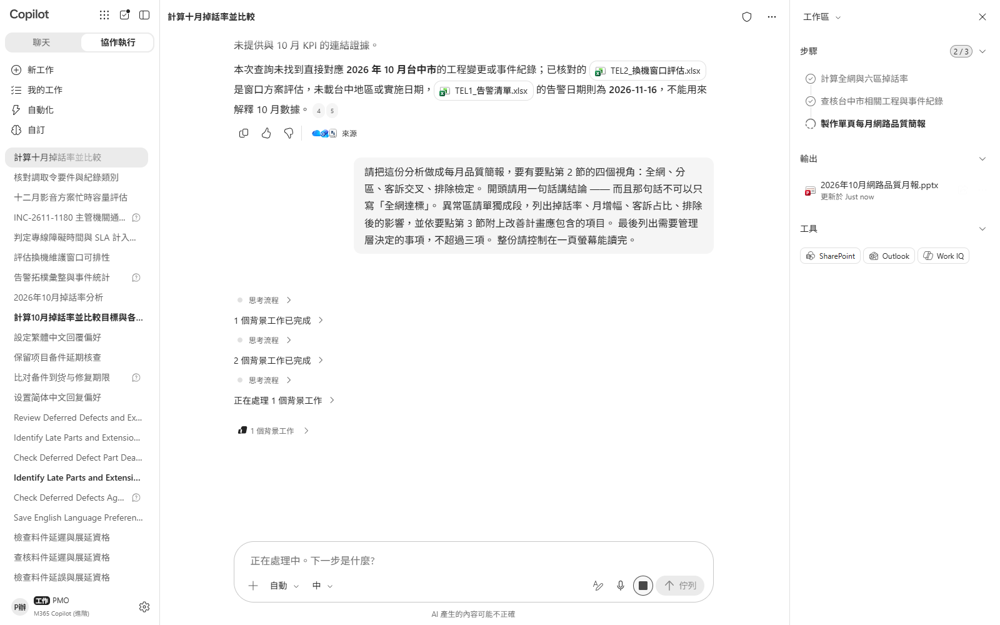 Copilot
聊天
協作執行
新工作
我的工作
自動化
自訂
計算十月掉話率並比較
核對調取令要件與紀錄類別
十二月影音方案忙時容量評估
INC-2611-1180 主管機關通...
判定專線障礙時間與 SLA 計入...
評估換機維護窗口可排性
告警拓樸彙整與事件統計
2026年10月掉話率分析
計算10月掉話率並比較目標與各...
設定繁體中文回覆偏好
保留项目备件延期核查
比对备件到货与修复期限
设置简体中文回复偏好
Review Deferred Defects and Ex...
Identify Late Parts and Extensio...
Check Deferred Defect Part Dea...
Identify Late Parts and Extensi...
Check Deferred Defects Ag...
Save English Language Preferen...
檢查料件延遲與展延資格
查核料件延遲與展延資格
檢查料件延誤與展延資格
P辦
工作 PMO
M365 Copilot (進階)
計算十月掉話率並比較
未提供與 10 月 KPI 的連結證據。
本次查詢未找到直接對應 2026 年 10 月台中市的工程變更或事件紀錄；已核對的 TEL2_換機窗口評估.xlsx
是窗口方案評估，未載台中地區或實施日期， TEL1_告警清單.xlsx 的告警日期則為 2026-11-16，不能用來
解釋 10 月數據。 4 5
來源
請把這份分析做成每月品質簡報，要有要點第 2 節的四個視角：全網、分
區、客訴交叉、排除檢定。 開頭請用一句話講結論 —— 而且那句話不可以只
寫「全網達標」。 異常區請單獨成段，列出掉話率、月增幅、客訴占比、排除
後的影響，並依要點第 3 節附上改善計畫應包含的項目。 最後列出需要管理
層決定的事項，不超過三項。 整份請控制在一頁螢幕能讀完。
思考流程
1 個背景工作已完成
思考流程
2 個背景工作已完成
思考流程
正在處理 1 個背景工作
1 個背景工作
正在處理中。下一步是什麼?
自動
中
佇列
AI 產生的內容可能不正確
工作區
步驟
2 / 3
計算全網與六區掉話率
查核台中市相關工程與事件紀錄
製作單頁每月網路品質簡報
輸出
2026年10月網路品質月報.pptx
更新於 Just now
工具
SharePoint
Outlook
Work IQ